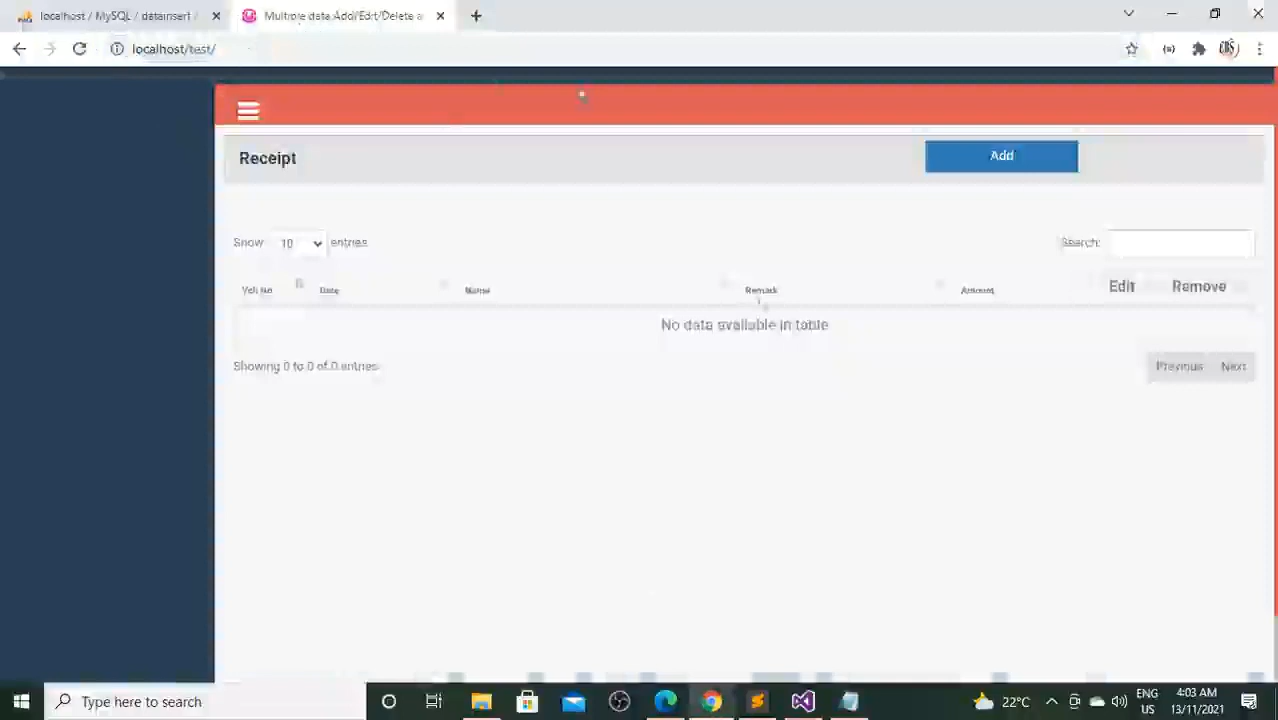 localhost / MySQL / datainsert /
Multiple data Add/Edit/Delete a
localhost/test/
Receipt
Add
Show 10 entries
Search:
Date Name Remark Amount Edit Remove
No data available in table
Showing 0 to 0 of 0 entries
Previous Next
Type here to search
22°C
ENG
US
4:03 AM
13/11/2021